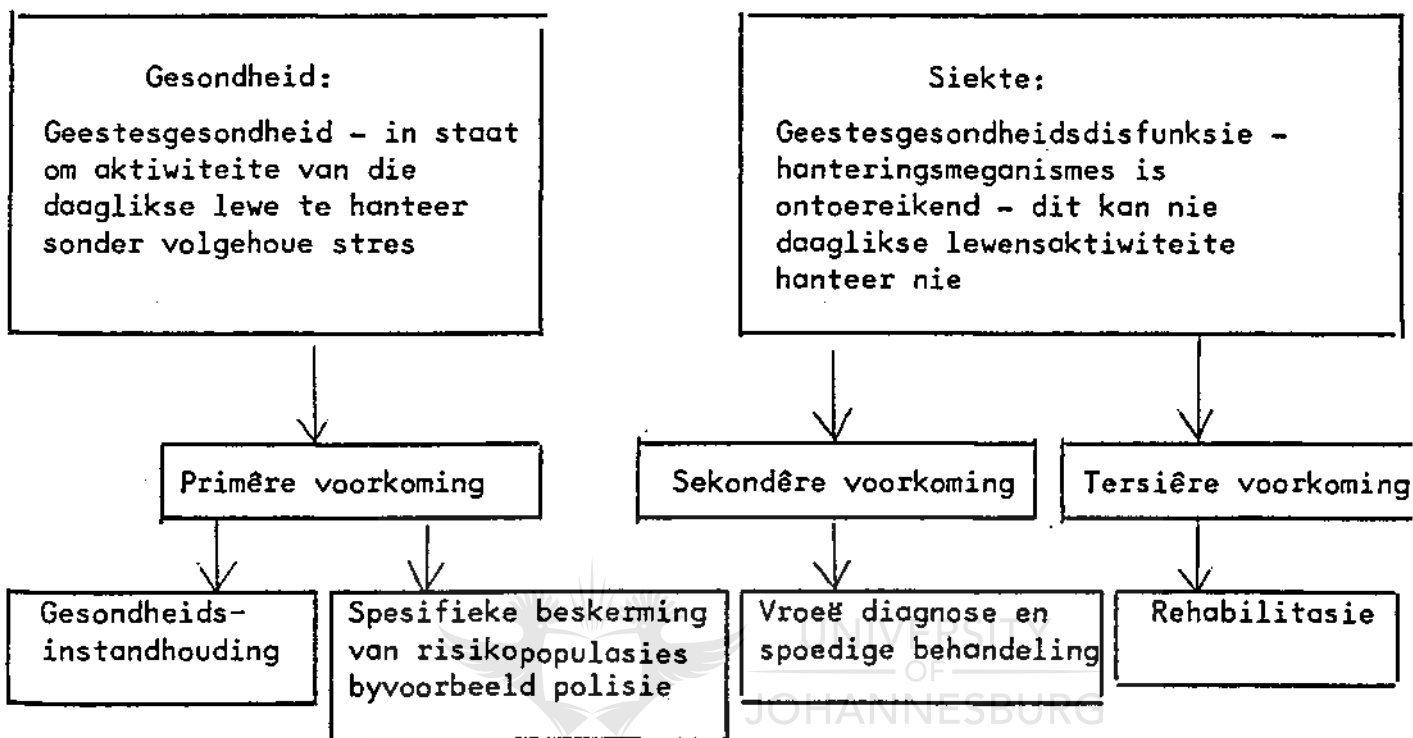 Gesondheid:
Geestesgesondheid – in staat
om aktiwiteite van die
daaglikse lewe te hanteer
sonder volgehoue stres
Siekte:
Geestesgesondheidsdisfunksie –
hanteringsmeganismes is
ontoereikend – dit kan nie
daaglikse lewensaktiwiteite
hanteer nie
Primêre voorkoming
Sekondêre voorkoming
Tersiêre voorkoming
Gesondheids-
instandhouding
Spesifieke beskerming
van risikopopulasies
byvoorbeeld polisie
Vroeë diagnose en
spoedige behandeling
Rehabilitasie
UNIVERSITY
OF
JOHANNESBURG